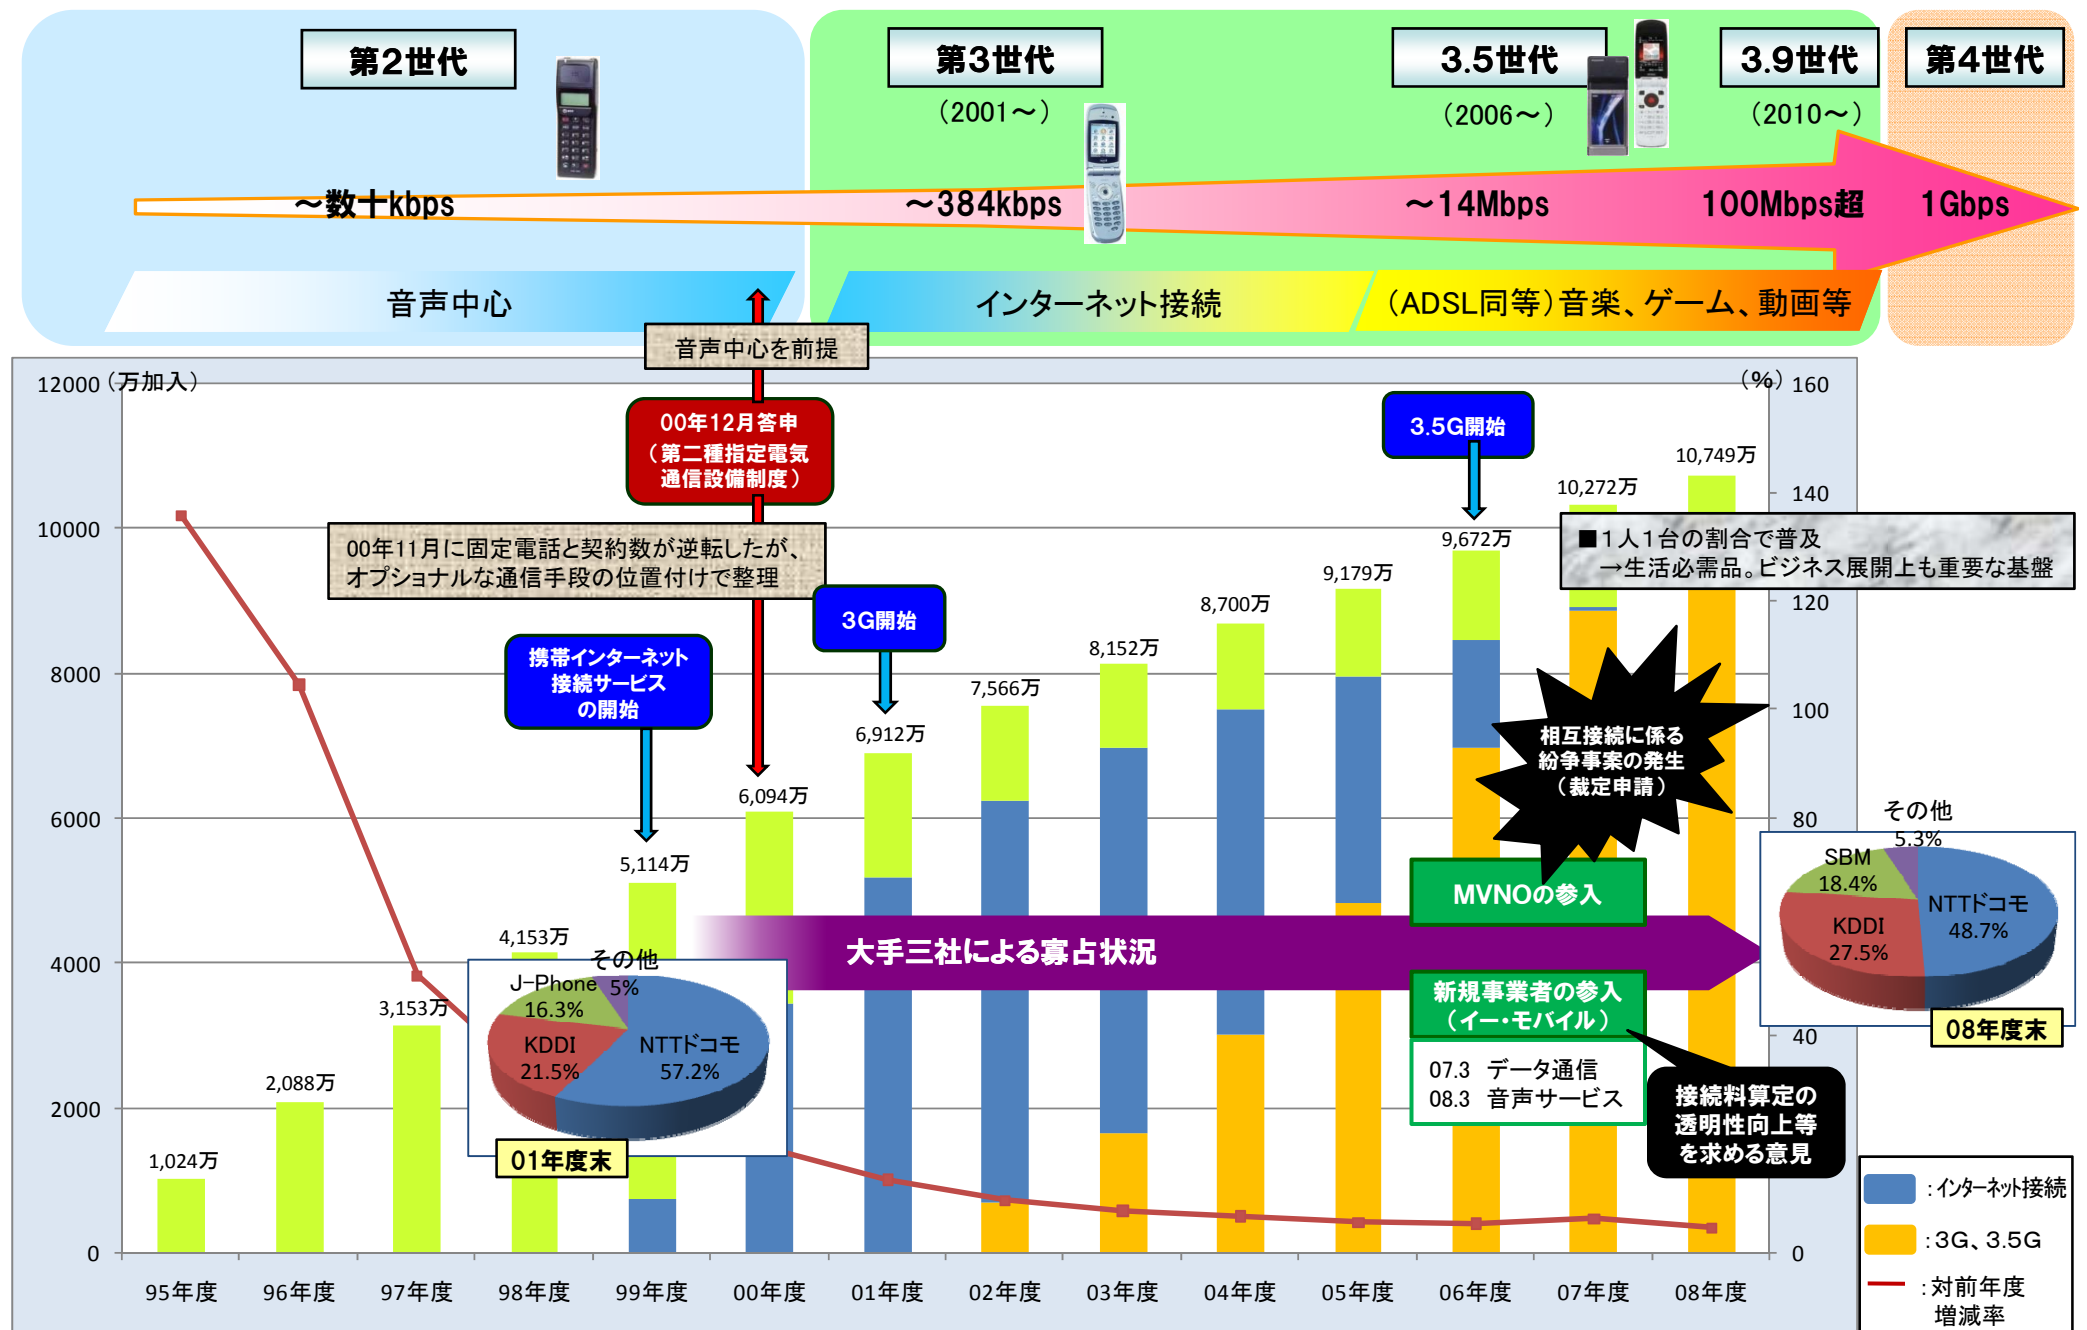 第2世代
第3世代
（2001～）
3.5世代
（2006～）
3.9世代
（2010～）
第4世代
～数十kbps
～384kbps
～14Mbps
100Mbps超
1Gbps
音声中心
インターネット接続
（ADSL同等）音楽、ゲーム、動画等
音声中心を前提
00年12月答申
（第二種指定電気
通信設備制度）
00年11月に固定電話と契約数が逆転したが、
オプショナルな通信手段の位置付けで整理
携帯インターネット
接続サービス
の開始
3G開始
3.5G開始
■1人1台の割合で普及
→生活必需品。ビジネス展開上も重要な基盤
相互接続に係る
紛争事案の発生
（裁定申請）
MVNOの参入
大手三社による寡占状況
新規事業者の参入
（イー・モバイル）
07.3 データ通信
08.3 音声サービス
接続料算定の
透明性向上等
を求める意見
（万加入）
12000
10000
8000
6000
4000
2000
0
（%）
160
140
120
100
80
40
0
1,024万
2,088万
3,153万
4,153万
5,114万
6,094万
6,912万
7,566万
8,152万
8,700万
9,179万
9,672万
10,272万
10,749万
その他
5%
J-Phone
16.3%
KDDI
21.5%
NTTドコモ
57.2%
01年度末
その他
5.3%
SBM
18.4%
KDDI
27.5%
NTTドコモ
48.7%
08年度末
95年度
96年度
97年度
98年度
99年度
00年度
01年度
02年度
03年度
04年度
05年度
06年度
07年度
08年度
：インターネット接続
：3G、3.5G
：対前年度
増減率